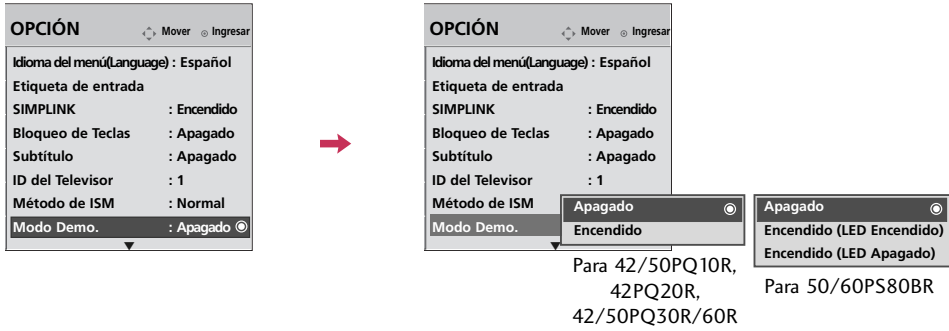 OPCIÓN Mover Ingresar
Idioma del menú(Language) : Español
Etiqueta de entrada
SIMPLINK : Encendido
Bloqueo de Teclas : Apagado
Subtítulo : Apagado
ID del Televisor : 1
Método de ISM : Normal
Modo Demo. : Apagado
OPCIÓN Mover Ingresar
Idioma del menú(Language) : Español
Etiqueta de entrada
SIMPLINK : Encendido
Bloqueo de Teclas : Apagado
Subtítulo : Apagado
ID del Televisor : 1
Método de ISM
Modo Demo.
Apagado
Encendido
Para 42/50PQ10R,
42PQ20R,
42/50PQ30R/60R
Apagado
Encendido (LED Encendido)
Encendido (LED Apagado)
Para 50/60PS80BR